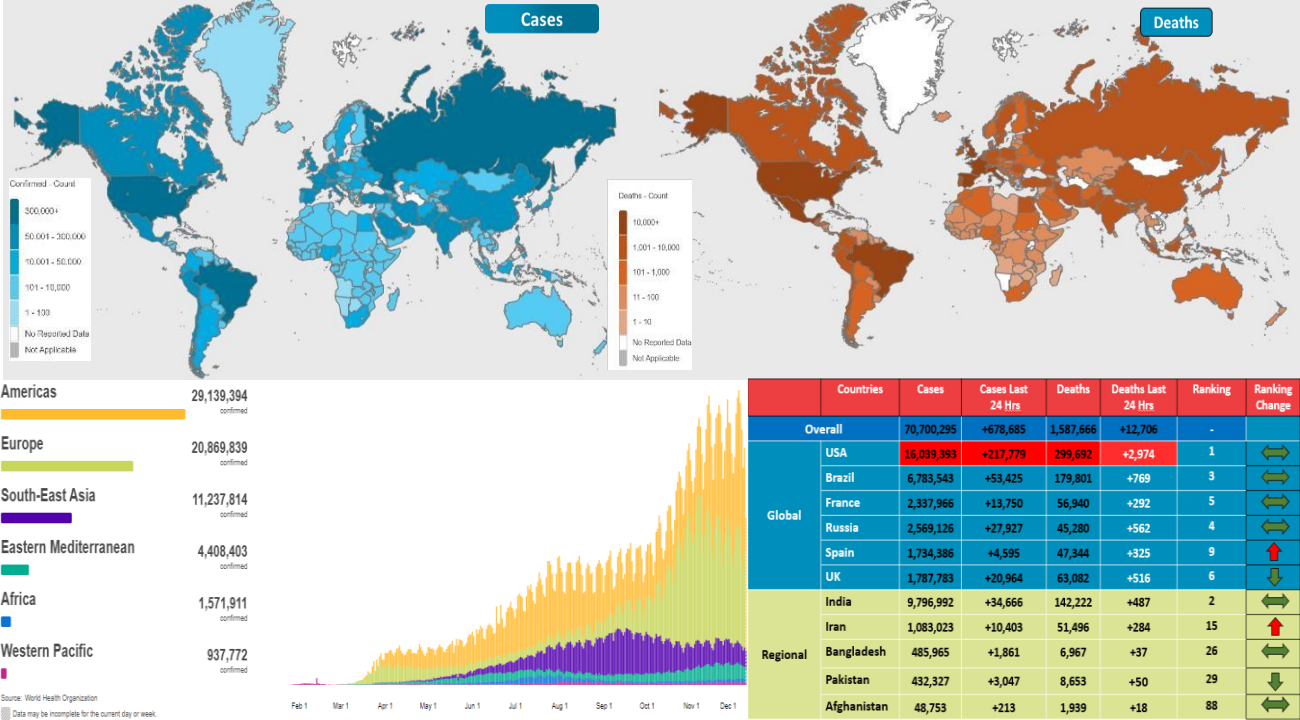 Cases
Deaths
Confirmed - Count
300,000+
50,001 - 300,000
10,001 - 50,000
101 - 10,000
1 - 100
No Reported Data
Not Applicable
Deaths - Count
10,000+
1,001 - 10,000
101 - 1,000
11 - 100
1 - 10
No Reported Data
Not Applicable
Americas 29,139,394
confirmed
Europe 20,869,839
confirmed
South-East Asia 11,237,814
confirmed
Eastern Mediterranean 4,408,403
confirmed
Africa 1,571,911
confirmed
Western Pacific 937,772
confirmed
Source: World Health Organization
Data may be incomplete for the current day or week.
Feb 1 Mar 1 Apr 1 May 1 Jun 1 Jul 1 Aug 1 Sep 1 Oct 1 Nov 1 Dec 1
Countries Cases Cases Last 24 Hrs Deaths Deaths Last 24 Hrs Ranking Ranking Change
Overall 70,700,295 +678,685 1,587,666 +12,706 -
Global
USA 16,039,393 +217,779 299,692 +2,974 1
Brazil 6,783,543 +53,425 179,801 +769 3
France 2,337,966 +13,750 56,940 +292 5
Russia 2,569,126 +27,927 45,280 +562 4
Spain 1,734,386 +4,595 47,344 +325 9
UK 1,787,783 +20,964 63,082 +516 6
Regional
India 9,796,992 +34,666 142,222 +487 2
Iran 1,083,023 +10,403 51,496 +284 15
Bangladesh 485,965 +1,861 6,967 +37 26
Pakistan 432,327 +3,047 8,653 +50 29
Afghanistan 48,753 +213 1,939 +18 88